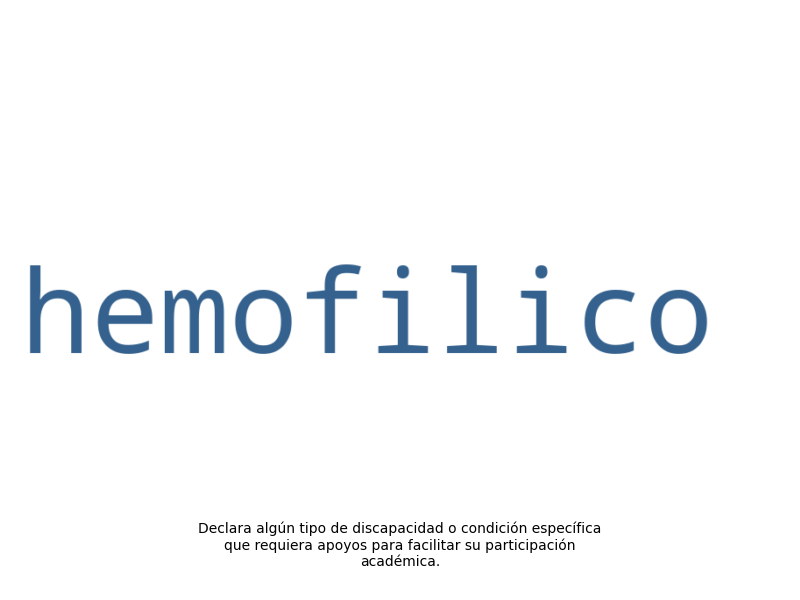 hemofilico
Declara algún tipo de discapacidad o condición específica
que requiera apoyos para facilitar su participación
académica.